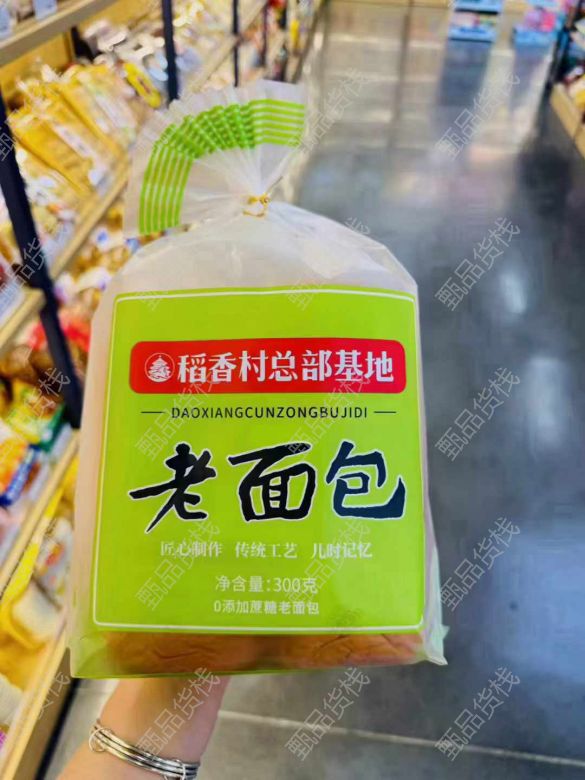 稻香村总部基地
DAOXIANGCUNZONGBUJIDI
老面包
匠心制作 传统工艺 儿时记忆
净含量:300克
0添加蔗糖老面包
甄品货栈